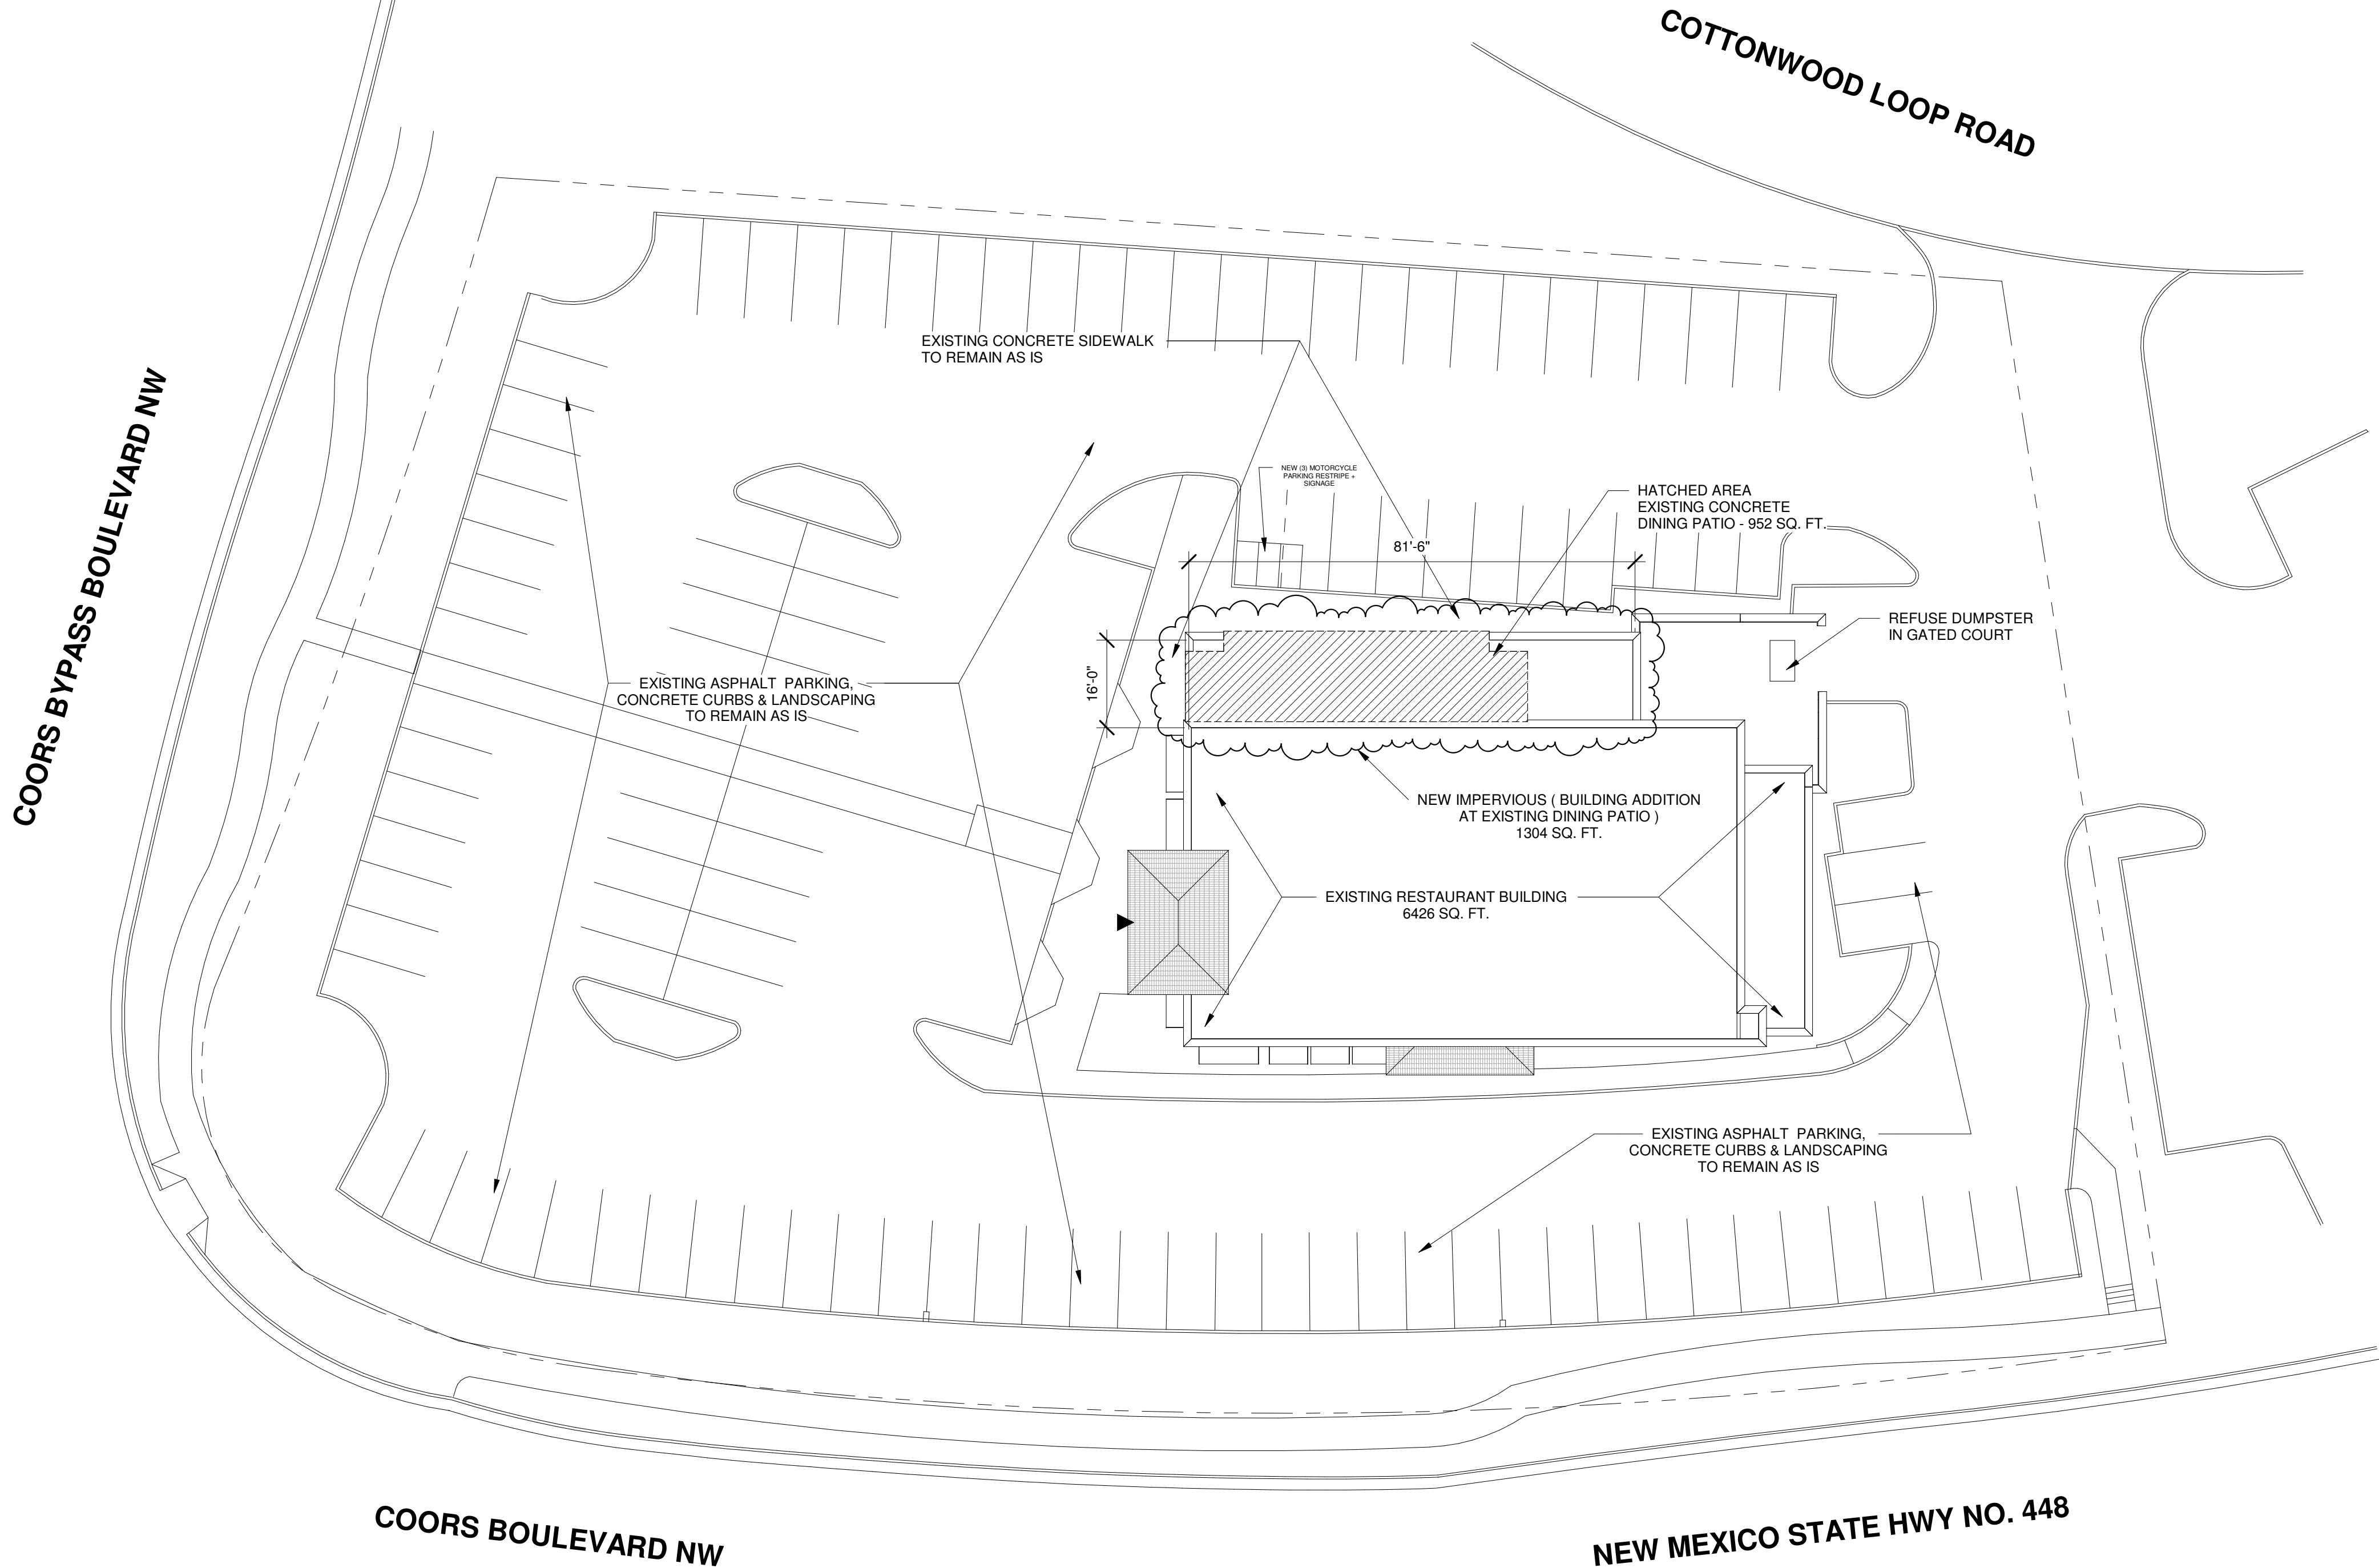 COTTONWOOD LOOP ROAD
EXISTING CONCRETE SIDEWALK
TO REMAIN AS IS
COORS BYPASS BOULEVARD NW
NEW (3) MOTORCYCLE
PARKING RESTRIPE +
SIGNAGE
HATCHED AREA
EXISTING CONCRETE
DINING PATIO - 952 SQ. FT.
81'-6"
REFUSE DUMPSTER
IN GATED COURT
16'-0"
EXISTING ASPHALT PARKING,
CONCRETE CURBS & LANDSCAPING
TO REMAIN AS IS
NEW IMPERVIOUS ( BUILDING ADDITION
AT EXISTING DINING PATIO )
1304 SQ. FT.
EXISTING RESTAURANT BUILDING
6426 SQ. FT.
EXISTING ASPHALT PARKING,
CONCRETE CURBS & LANDSCAPING
TO REMAIN AS IS
COORS BOULEVARD NW
NEW MEXICO STATE HWY NO. 448